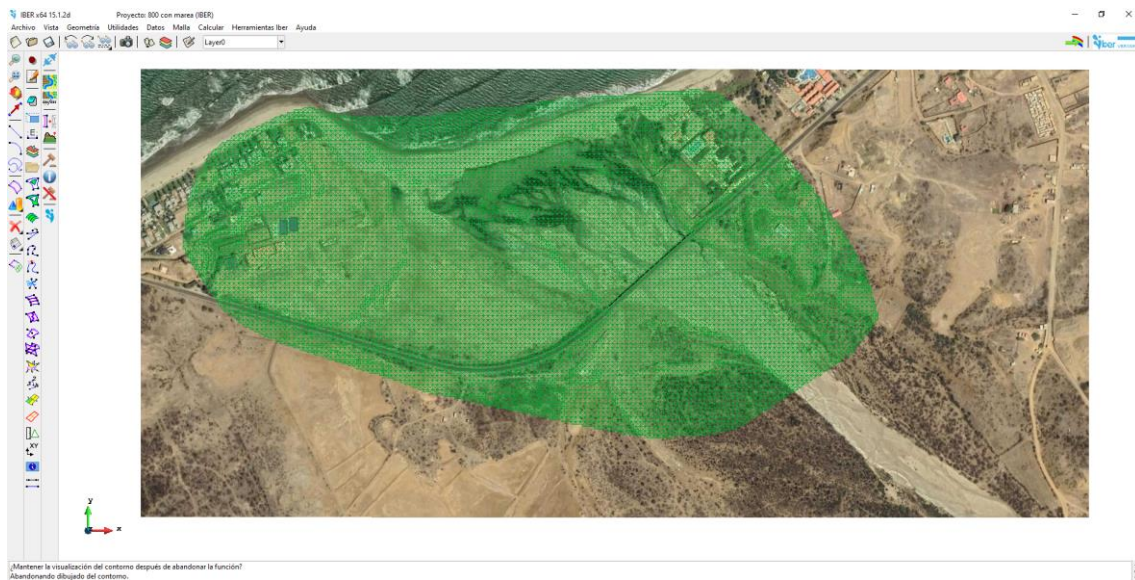 IBER x64 15.1.2d Proyecto: 800 con marea (IBER)
Archivo Vista Geometría Utilidades Datos Malla Calcular Herramientas Iber Ayuda
Layer0
Iber
y
x
¿Mantener la visualización del contorno después de abandonar la función?
Abandonando dibujado del contorno.